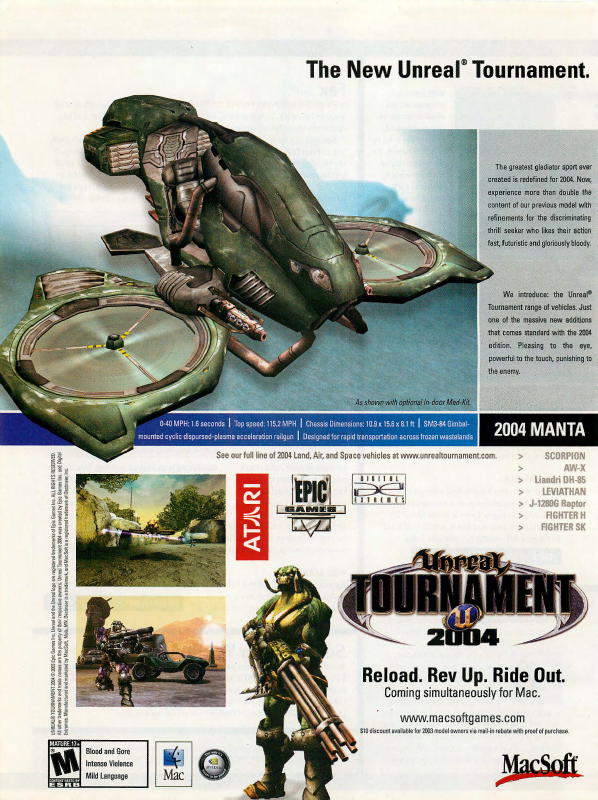 The New Unreal® Tournament.
The greatest gladiator sport ever
created is redefined for 2004. Now,
experience more than double the
content of our previous model with
refinements for the discriminating
thrill seeker who likes their action
fast, futuristic and gloriously bloody.
We introduce: the Unreal®
Tournament range of vehicles. Just
one of the massive new additions
that comes standard with the 2004
edition. Pleasing to the eye,
powerful to the touch, punishing to
the enemy.
As shown with optional In-door Med-Kit.
0-40 MPH: 1.6 seconds | Top speed: 115.2 MPH | Chassis Dimensions: 10.9 x 15.6 x 6.1 ft | SM3-84 Gimbal-
mounted cyclic dispursed-plasma acceleration railgun | Designed for rapid transportation across frozen wastelands
2004 MANTA
See our full line of 2004 Land, Air, and Space vehicles at www.unrealtournament.com.
> SCORPION
> AW-X
> Liandri DH-85
> LEVIATHAN
> J-1280G Raptor
> FIGHTER H
> FIGHTER SK
ATARI
EPIC
GAMES
DIGITAL
EXTREMES
Unreal
TOURNAMENT
2004
Reload. Rev Up. Ride Out.
Coming simultaneously for Mac.
www.macsoftgames.com
$10 discount available for 2003 model owners via mail-in rebate with proof of purchase.
MATURE 17+
M
CONTENT RATED BY
ESRB
Blood and Gore
Intense Violence
Mild Language
Mac
MacSoft